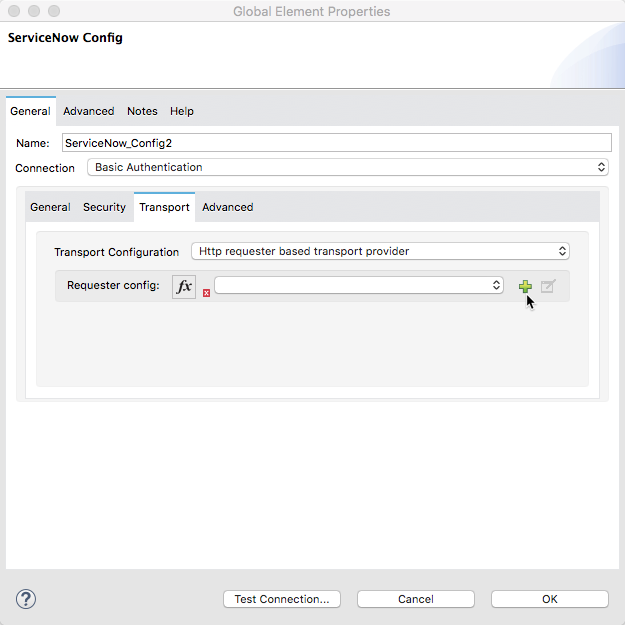 Global Element Properties
ServiceNow Config
General Advanced Notes Help
Name: ServiceNow_Config2
Connection Basic Authentication
General Security Transport Advanced
Transport Configuration Http requester based transport provider
Requester config: fx
? Test Connection... Cancel OK